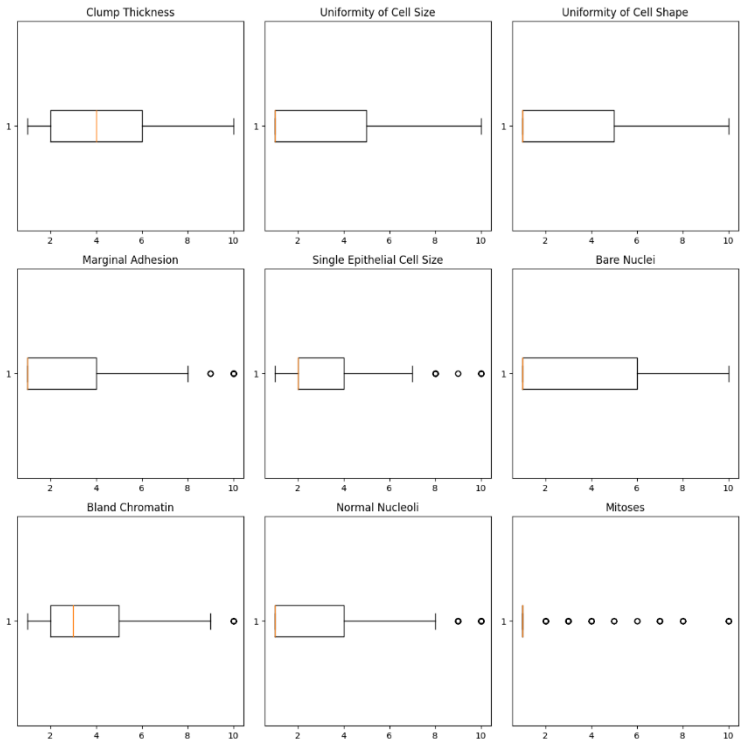 Clump Thickness
1
2 4 6 8 10
Uniformity of Cell Size
1
2 4 6 8 10
Uniformity of Cell Shape
1
2 4 6 8 10
Marginal Adhesion
1
2 4 6 8 10
Single Epithelial Cell Size
1
2 4 6 8 10
Bare Nuclei
1
2 4 6 8 10
Bland Chromatin
1
2 4 6 8 10
Normal Nucleoli
1
2 4 6 8 10
Mitoses
1
2 4 6 8 10